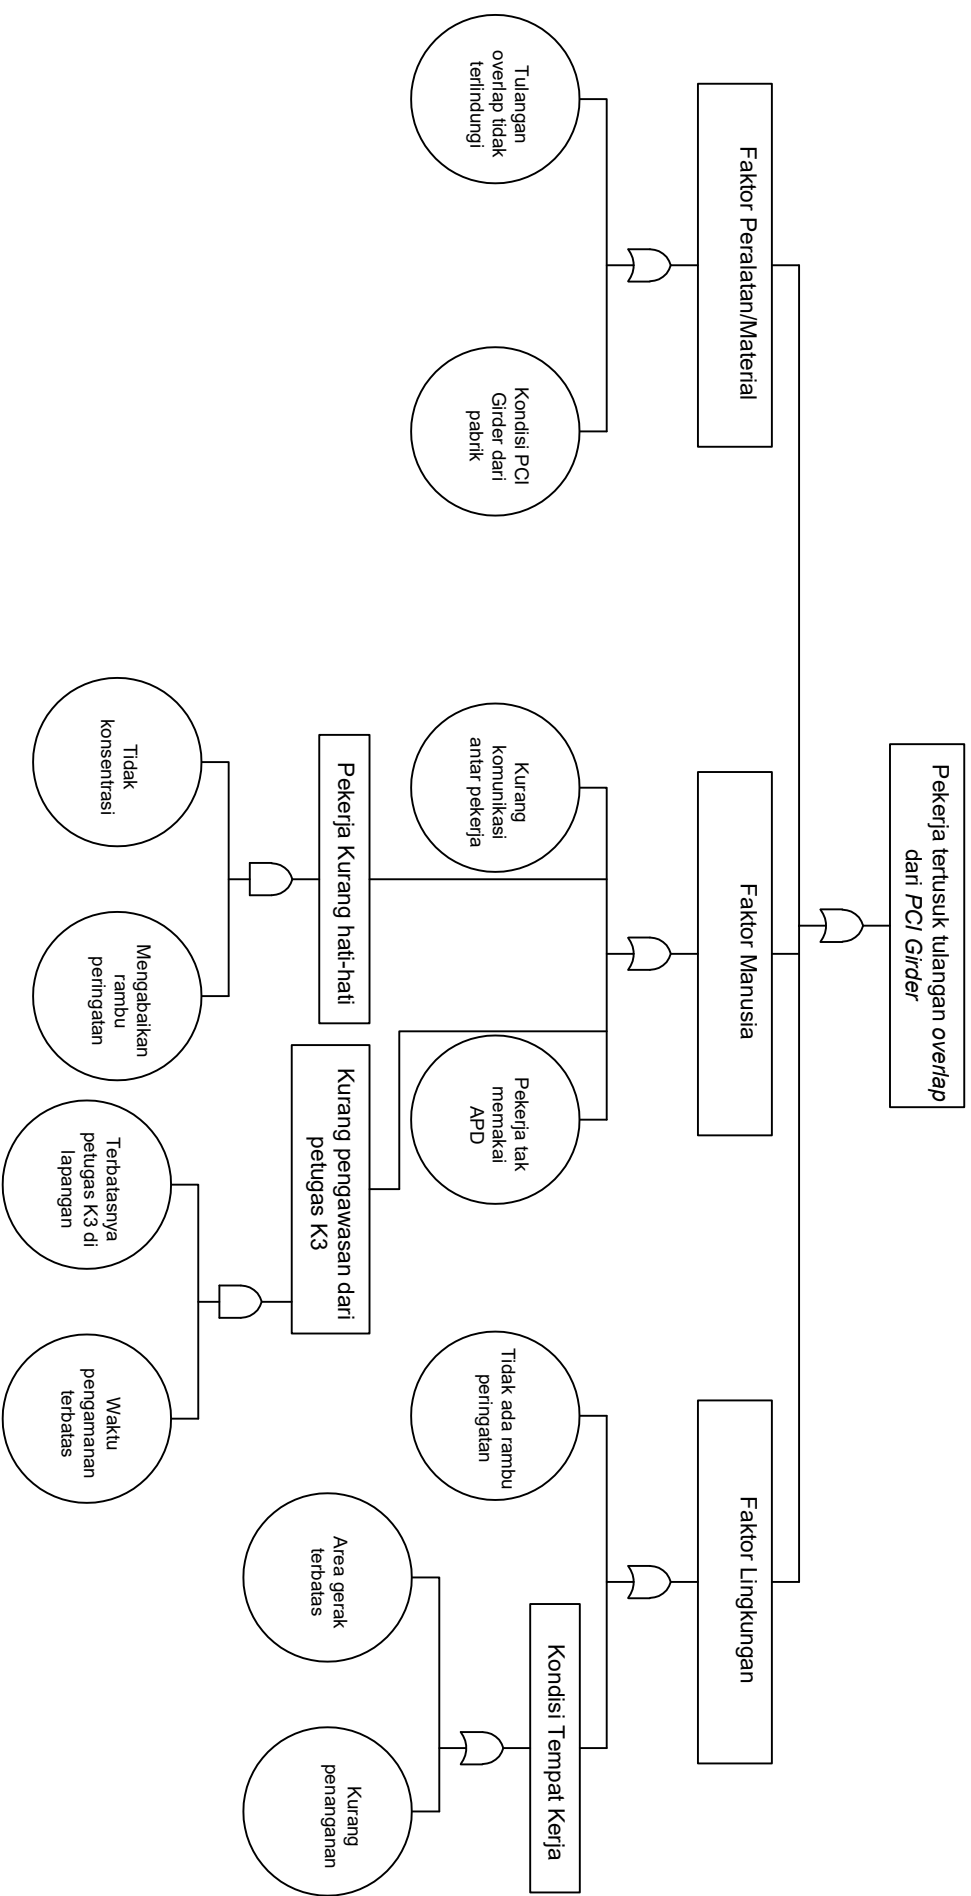 Pekerja tertusuk tulangan overlap
dari PCI Girder
Faktor Peralatan/Material
Faktor Manusia
Faktor Lingkungan
Tulangan
overlap tidak
terlindungi
Kondisi PCI
Girder dari
pabrik
Kurang
komunikasi
antar pekerja
Pekerja tak
memakai
APD
Tidak ada rambu
peringatan
Kondisi Tempat Kerja
Pekerja Kurang hati-hati
Kurang pengawasan dari
petugas K3
Area gerak
terbatas
Kurang
penanganan
Tidak
konsentrasi
Mengabaikan
rambu
peringatan
Terbatasnya
petugas K3 di
lapangan
Waktu
pengamanan
terbatas